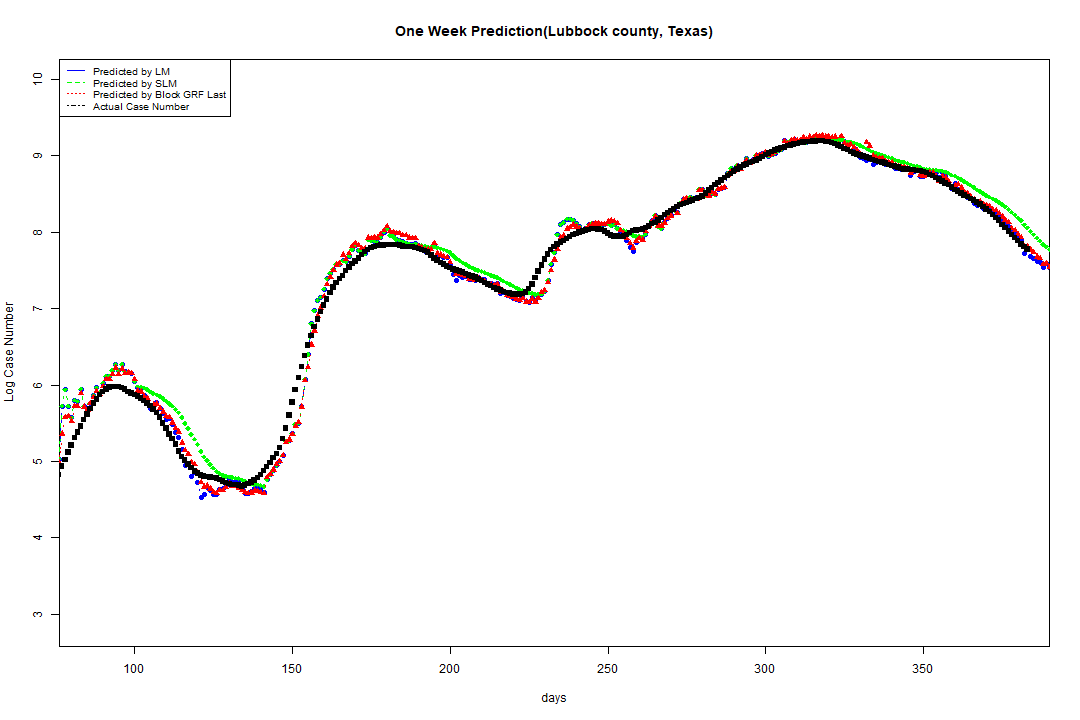 One Week Prediction(Lubbock county, Texas)
Predicted by LM
Predicted by SLM
Predicted by Block GRF Last
Actual Case Number
10
9
8
7
6
5
4
3
Log Case Number
100 150 200 250 300 350
days